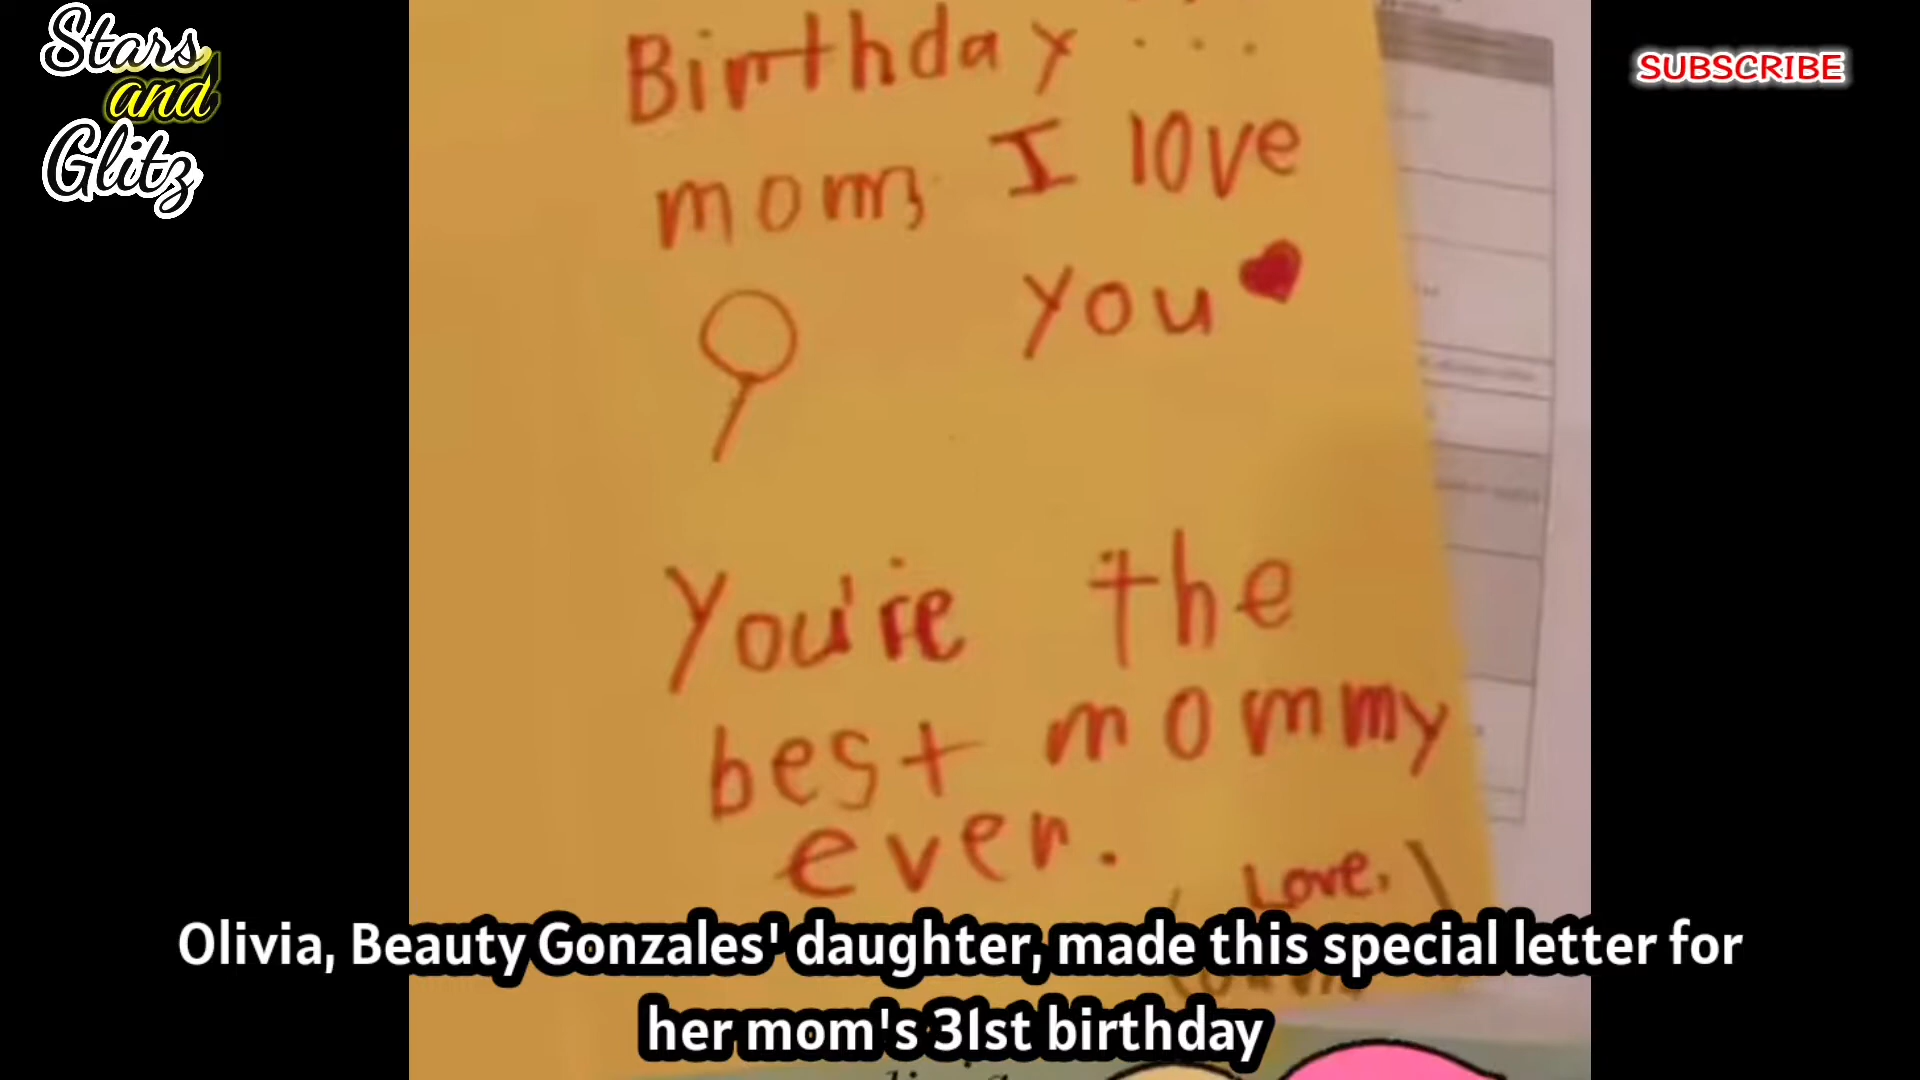 Stars
and
Glitz
SUBSCRIBE
Birthday ...
mom, I love
you
You're the
best mommy
ever.
Love,
Olivia, Beauty Gonzales' daughter, made this special letter for
her mom's 31st birthday